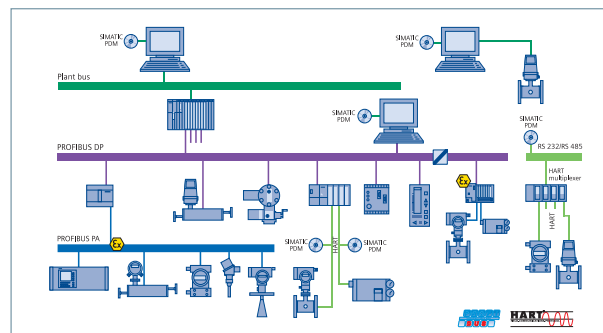 SIMATIC
PDM
SIMATIC
PDM
Plant bus
SIMATIC
PDM
SIMATIC
PDM
PROFIBUS DP
RS 232/RS 485
HART
multiplexer
Ex
HART
PROFIBUS PA
Ex
SIMATIC
PDM
HART
SIMATIC
PDM
HART